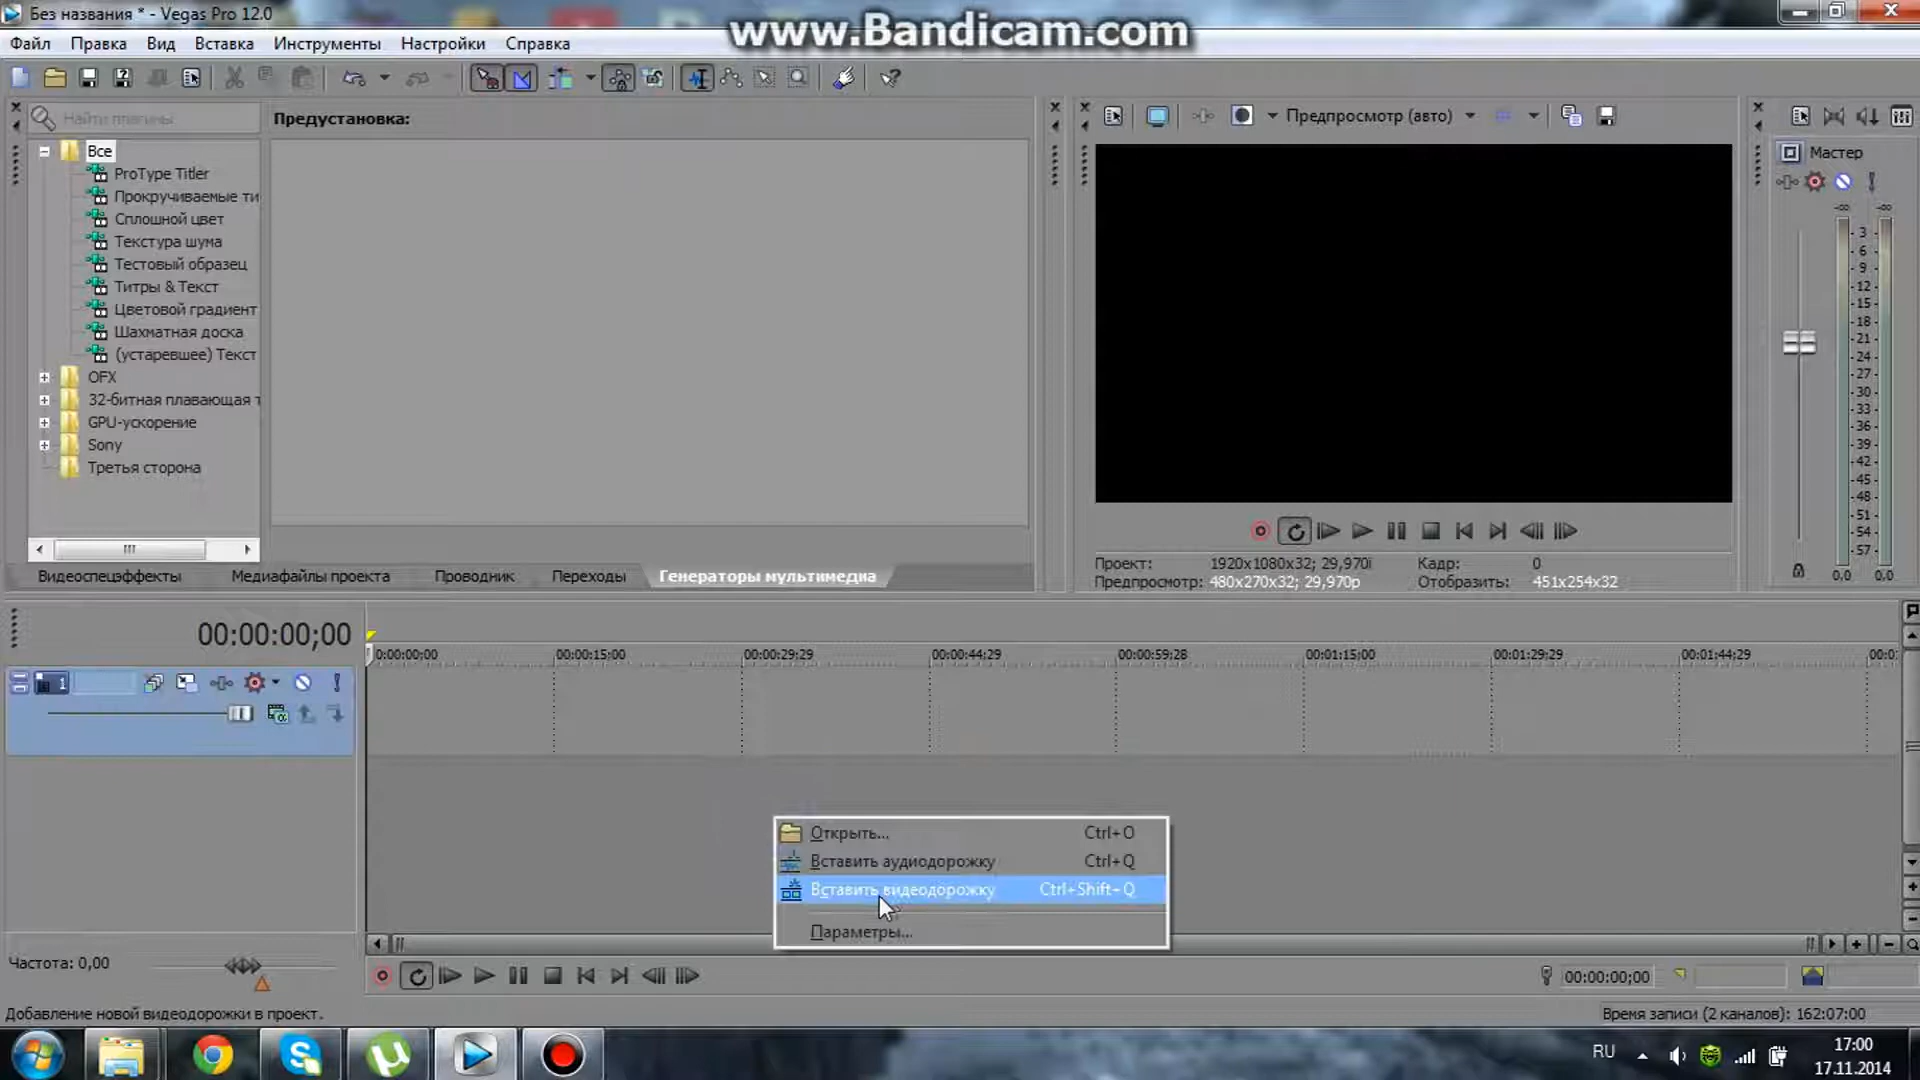 Без названия * - Vegas Pro 12.0
www.Bandicam.com
Файл Правка Вид Вставка Инструменты Настройки Справка
Найти плагины
Предустановка:
Предпросмотр (авто)
Мастер
Все
ProType Titler
Прокручиваемые ти
Сплошной цвет
Текстура шума
Тестовый образец
Титры & Текст
Цветовой градиент
Шахматная доска
(устаревшее) Текст
OFX
32-битная плавающая т
GPU-ускорение
Sony
Третья сторона
-∞ -∞
3
6
9
12
15
18
21
24
27
30
33
36
39
42
45
48
51
54
57
0,0 0,0
Проект: 1920x1080x32; 29,970i Кадр: 0
Предпросмотр: 480x270x32; 29,970p Отобразить: 451x254x32
Видеоспецэффекты Медиафайлы проекта Проводник Переходы Генераторы мультимедиа
00:00:00;00
0:00:00;00 00:00:15;00 00:00:29;29 00:00:44;29 00:00:59;28 00:01:15;00 00:01:29;29 00:01:44;29 00:0
1
Открыть... Ctrl+O
Вставить аудиодорожку Ctrl+Q
Вставить видеодорожку Ctrl+Shift+Q
Параметры...
Частота: 0,00
00:00:00;00
Добавление новой видеодорожки в проект.
Время записи (2 каналов): 162:07:00
RU
17:00
17.11.2014